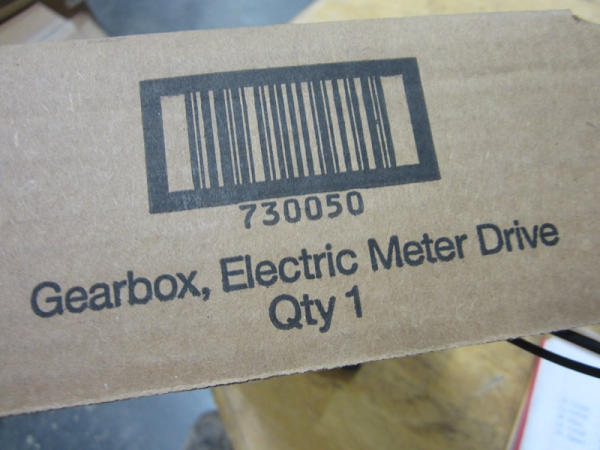 730050
Gearbox, Electric Meter Drive
Qty 1